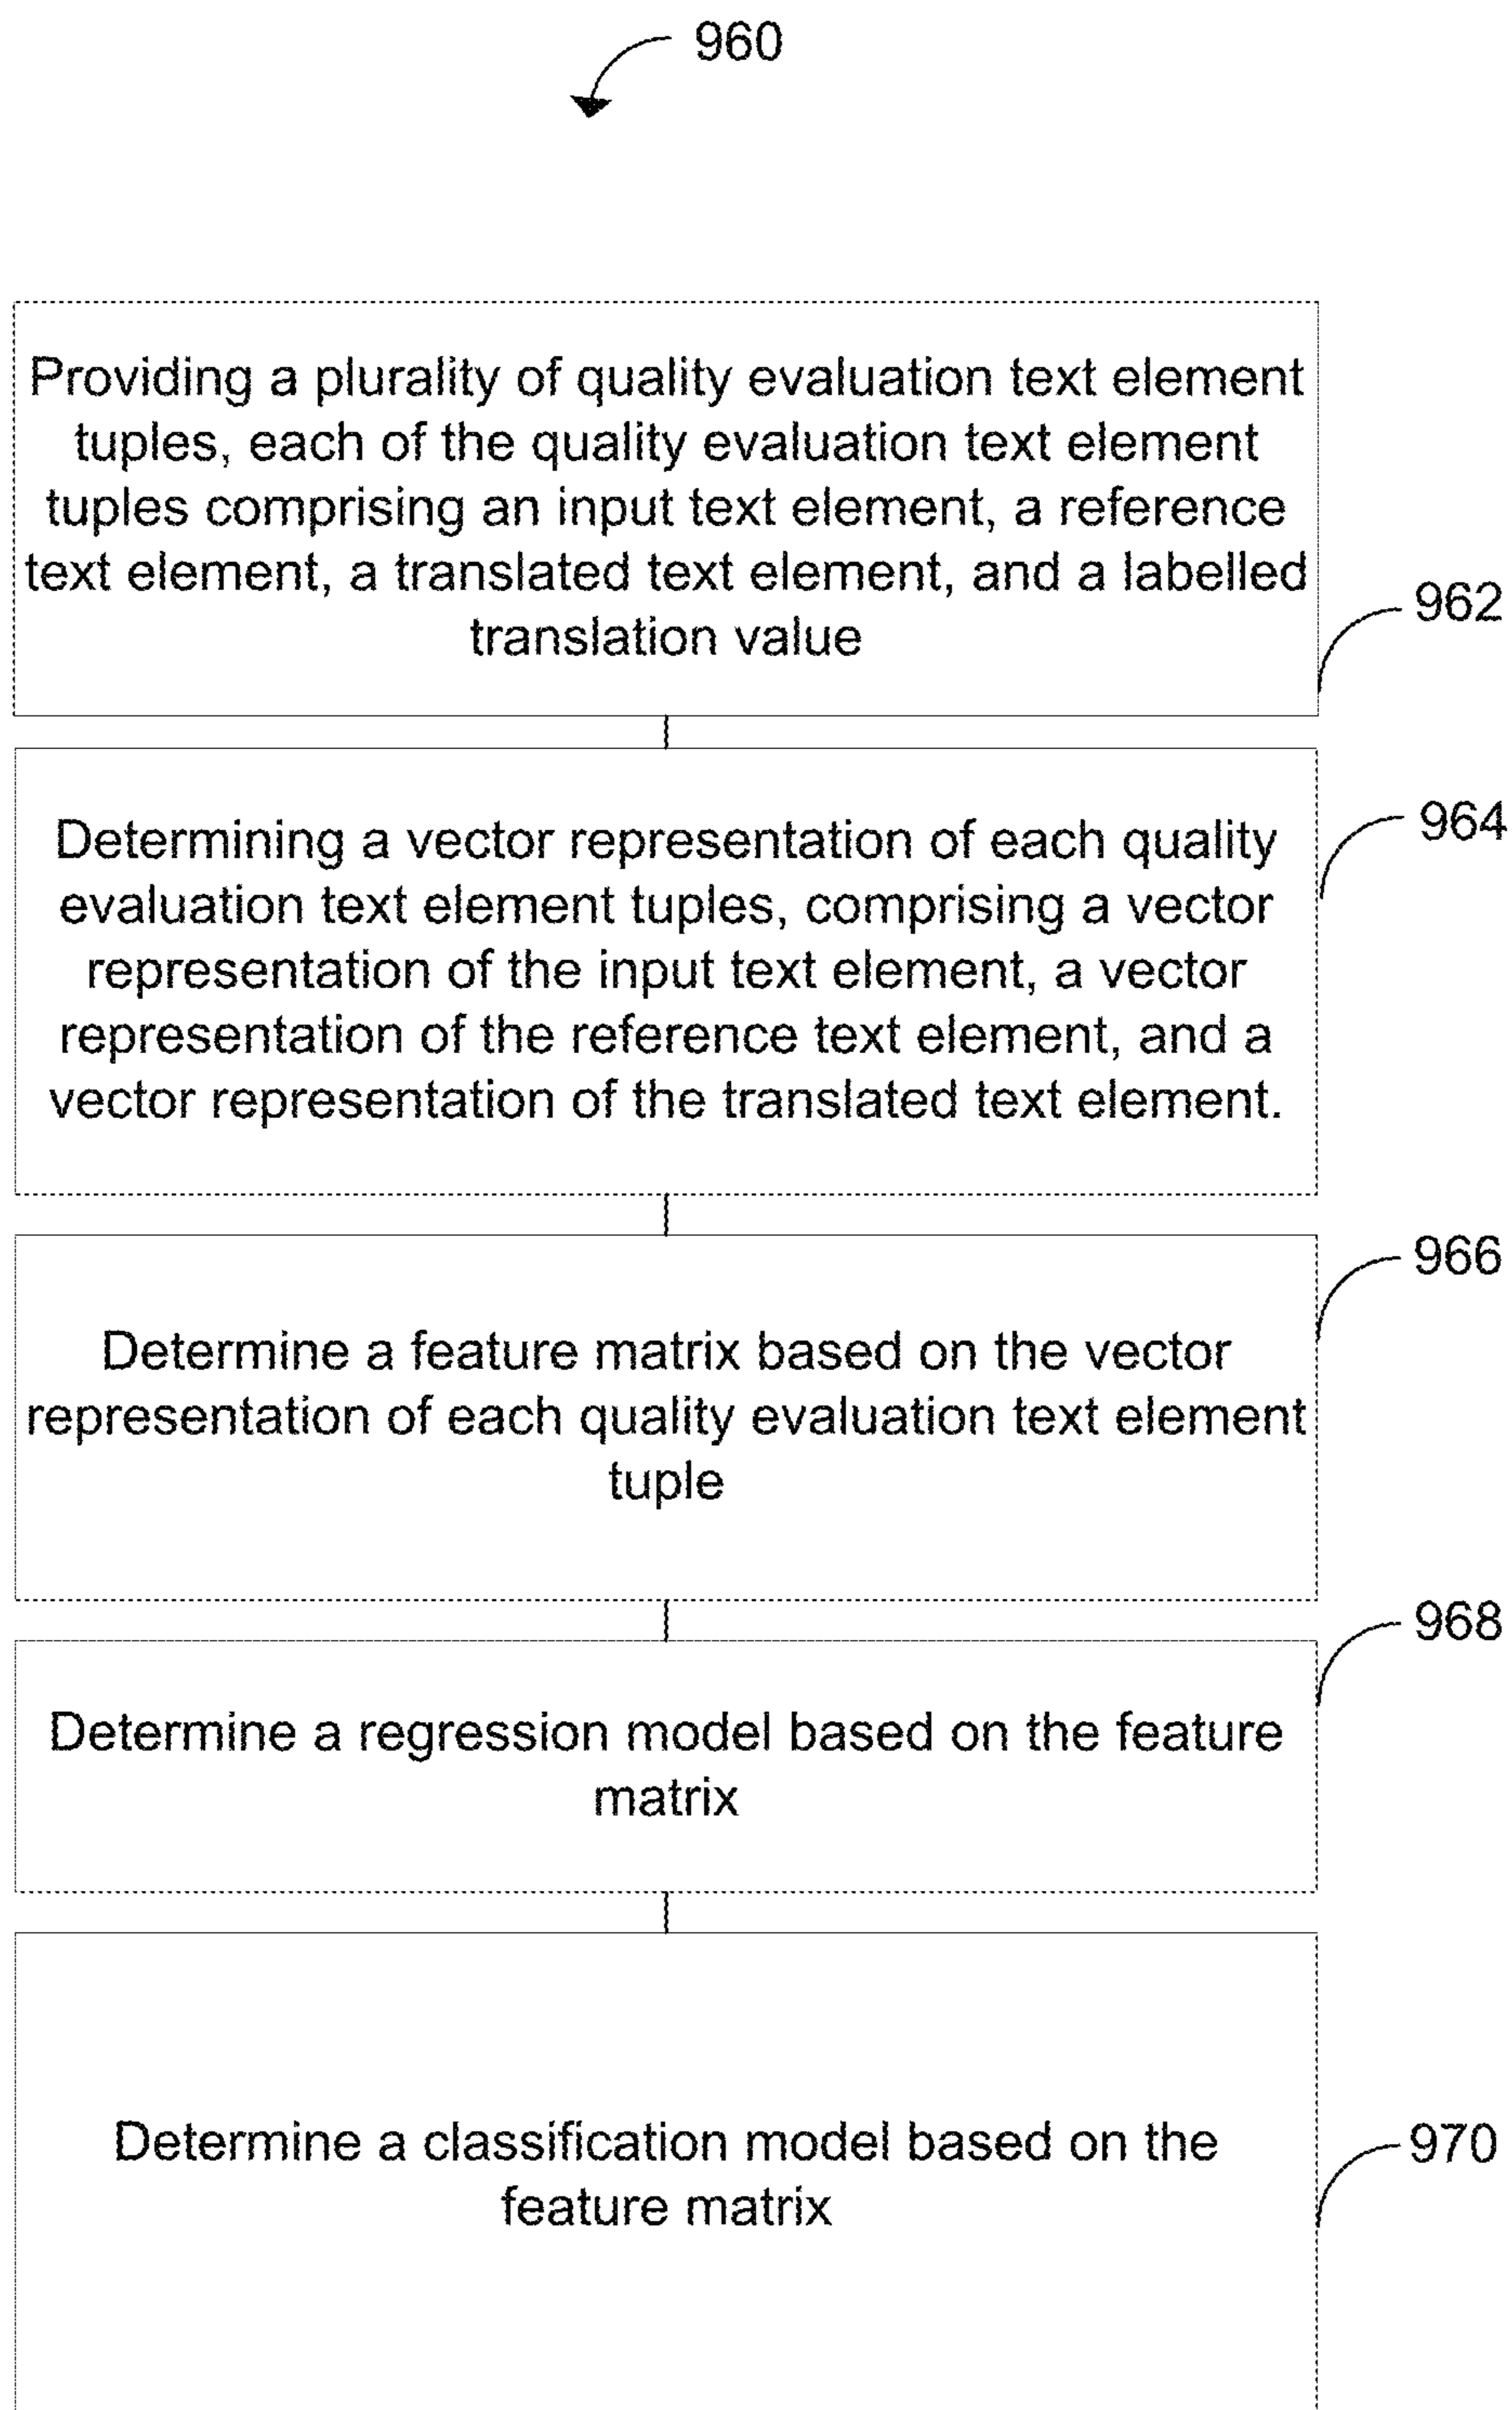 960
Providing a plurality of quality evaluation text element
tuples, each of the quality evaluation text element
tuples comprising an input text element, a reference
text element, a translated text element, and a labelled
translation value
962
964
Determining a vector representation of each quality
evaluation text element tuples, comprising a vector
representation of the input text element, a vector
representation of the reference text element, and a
vector representation of the translated text element.
966
Determine a feature matrix based on the vector
representation of each quality evaluation text element
tuple
968
Determine a regression model based on the feature
matrix
Determine a classification model based on the
feature matrix
970